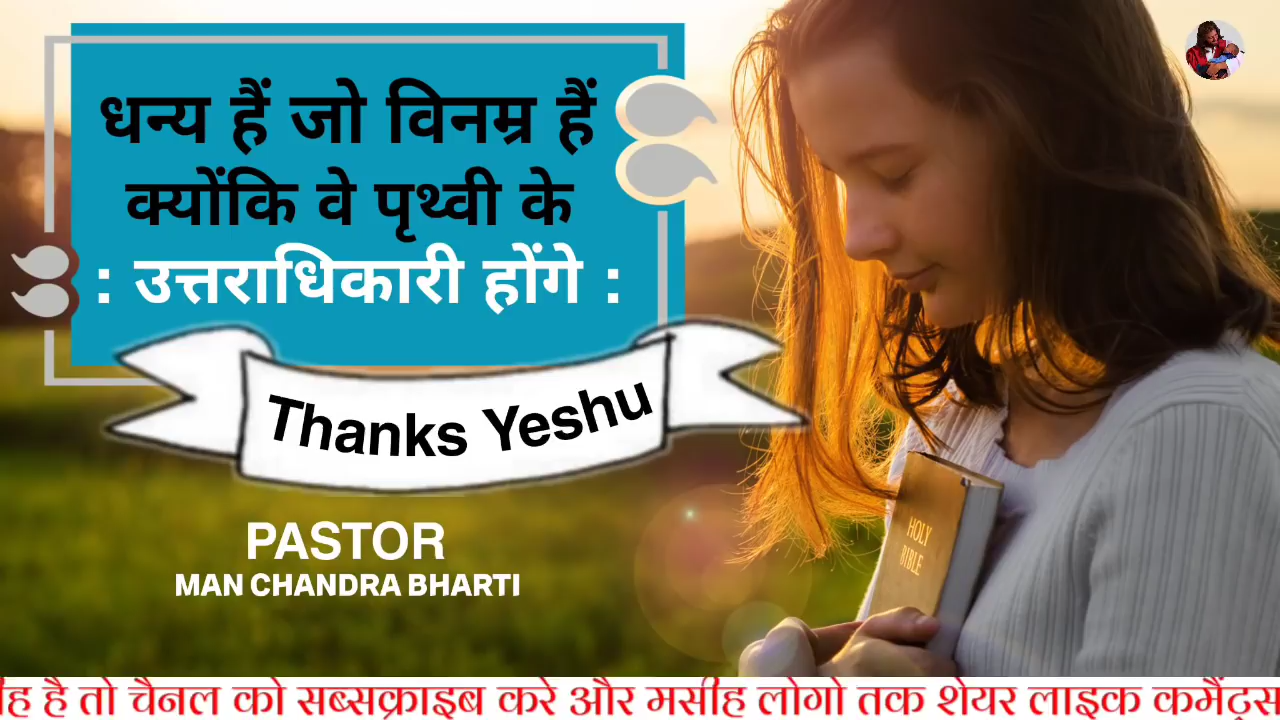 धन्य हैं जो विनम्र हैं
क्योंकि वे पृथ्वी के
: उत्तराधिकारी होंगे :
Thanks Yeshu
PASTOR
MAN CHANDRA BHARTI
HOLY
BIBLE
है तो चैनल को सब्सक्राइब करे और मसीह लोगो तक शेयर लाइक कमैंट्स